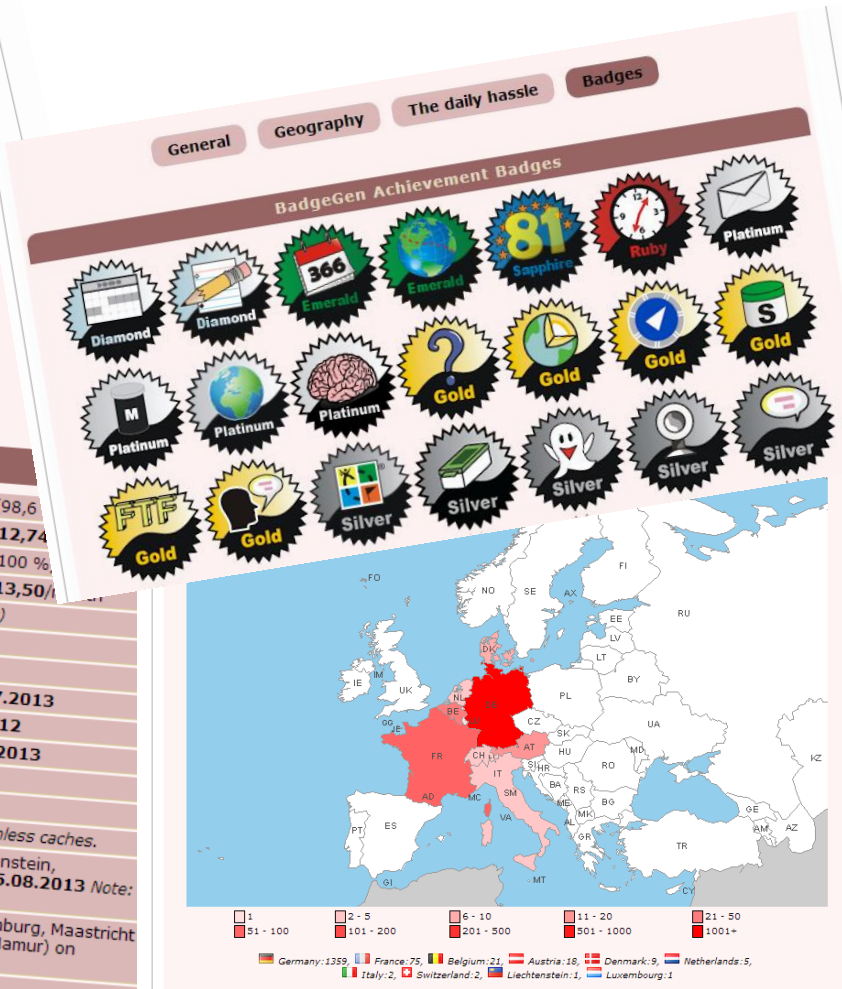 General Geography The daily hassle Badges
BadgeGen Achievement Badges
Diamond Diamond 366 Emerald Emerald 81 Sapphire 12 3 6 9 Ruby Platinum
M Platinum Platinum Platinum Gold Gold Gold S Gold
FTF Gold Gold Silver Silver Silver Silver Silver
98,6
12,74
100 %
13,50/
)
.2013
12
2013
less caches.
nstein,
5.08.2013 Note:
burg, Maastricht
lamur) on
FO
NO SE AX FI
RU
EE
LV
LT
BY
IE IM UK
DK
NL
BE
PL
GG
JE
CZ
SK
UA
FR
CH
AT
HU
MD
KZ
IT
SI HR
RO
BA RS
AD MC SM
ME
BG
VA
MK
AL
GR
PT ES
GE
AM AZ
TR
GI
MT
CY
1 2 - 5 6 - 10 11 - 20 21 - 50
51 - 100 101 - 200 201 - 500 501 - 1000 1001+
Germany:1359, France:75, Belgium:21, Austria:18, Denmark:9, Netherlands:5,
Italy:2, Switzerland:2, Liechtenstein:1, Luxembourg:1